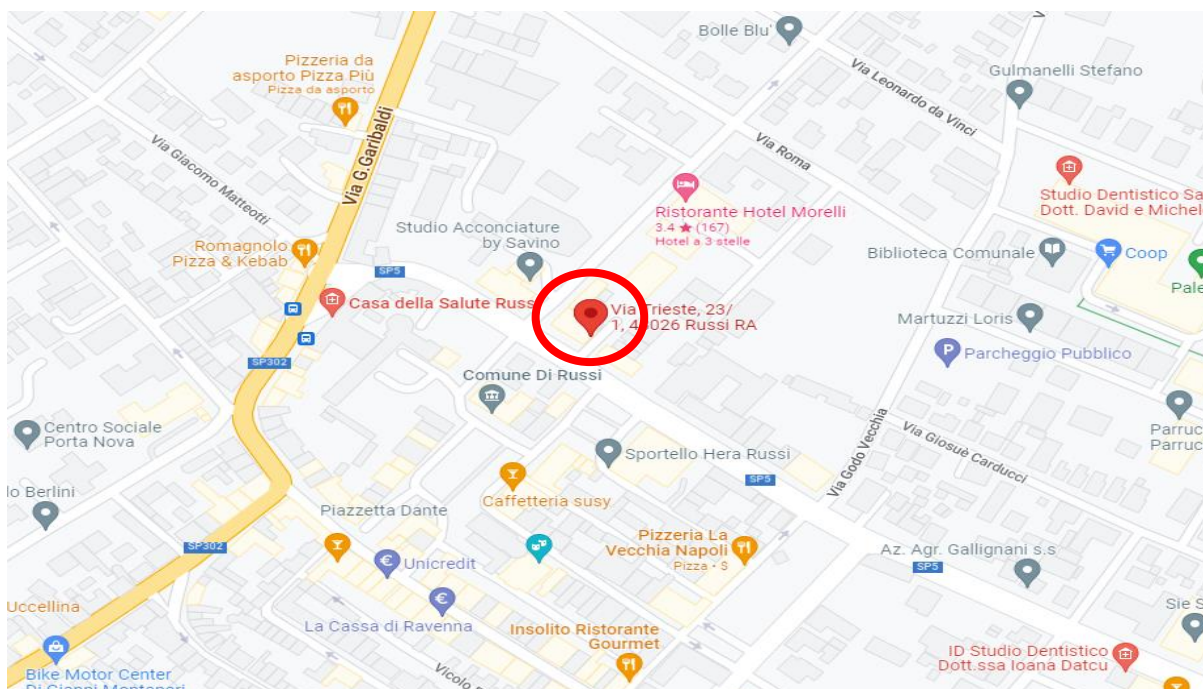 Bolle Blu'
Pizzeria da
asporto Pizza Più
Pizza da asporto
Via G.Garibaldi
Via Giacomo Matteotti
Via Leonardo da Vinci
Gulmanelli Stefano
Via Roma
Studio Dentistico Sa
Dott. David e Michel
Ristorante Hotel Morelli
3.4 ★ (167)
Hotel a 3 stelle
Studio Acconciature
by Savino
Romagnolo
Pizza & Kebab
SP5
Biblioteca Comunale
Coop
Pale
Casa della Salute Russi
Via Trieste, 23/
1, 48026 Russi RA
Martuzzi Loris
Parcheggio Pubblico
SP302
Comune Di Russi
Centro Sociale
Porta Nova
Via Godo Vecchia
Via Giosuè Carducci
Parruc
Parruc
Sportello Hera Russi
SP5
lo Berlini
Caffetteria susy
Piazzetta Dante
SP302
Unicredit
Pizzeria La
Vecchia Napoli
Pizza • $
Az. Agr. Gallignani s.s
SP5
Uccellina
La Cassa di Ravenna
Insolito Ristorante
Gourmet
Sie S
Bike Motor Center
Di Gianni Montanari
Vicolo
ID Studio Dentistico
Dott.ssa Ioana Datcu